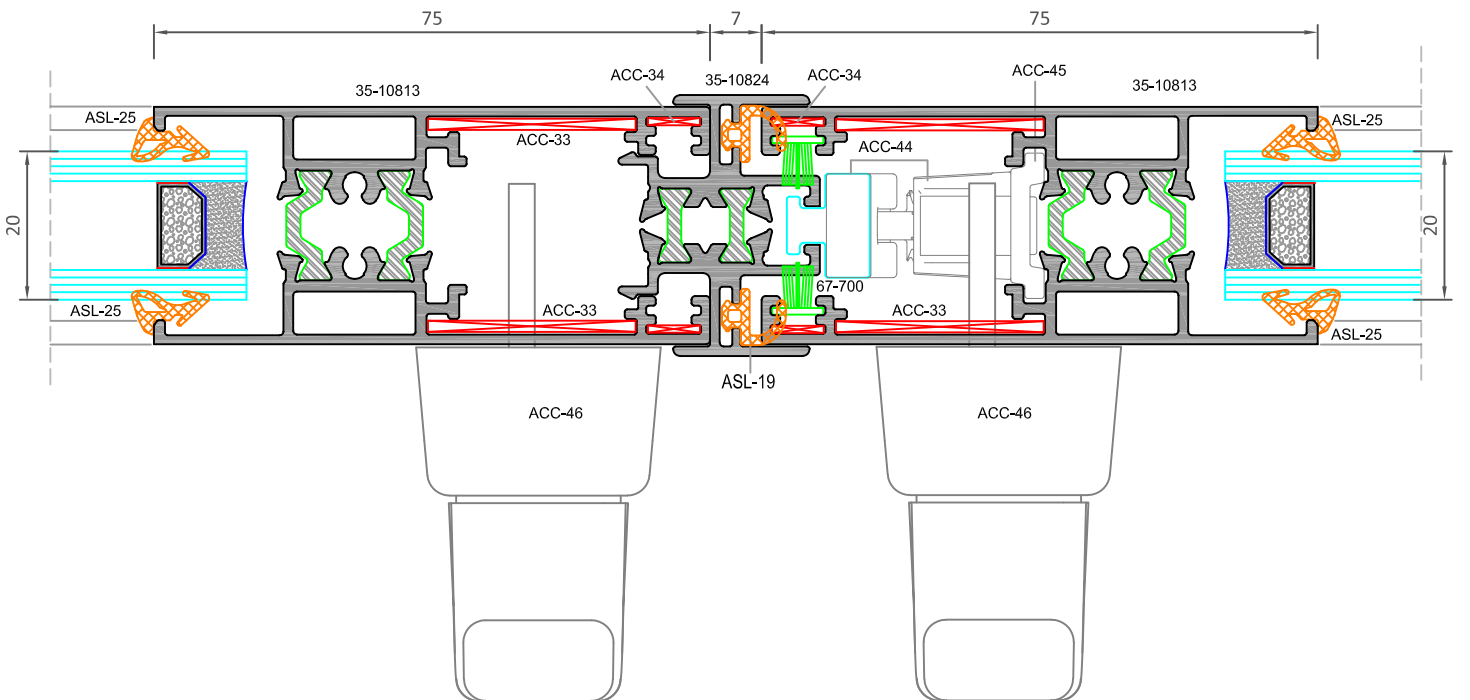 75
7
75
35-10813
ACC-34
35-10824
ACC-34
ACC-45
35-10813
ASL-25
ACC-33
ACC-44
ASL-25
20
20
67-700
ASL-25
ACC-33
ACC-33
ASL-25
ASL-19
ACC-46
ACC-46